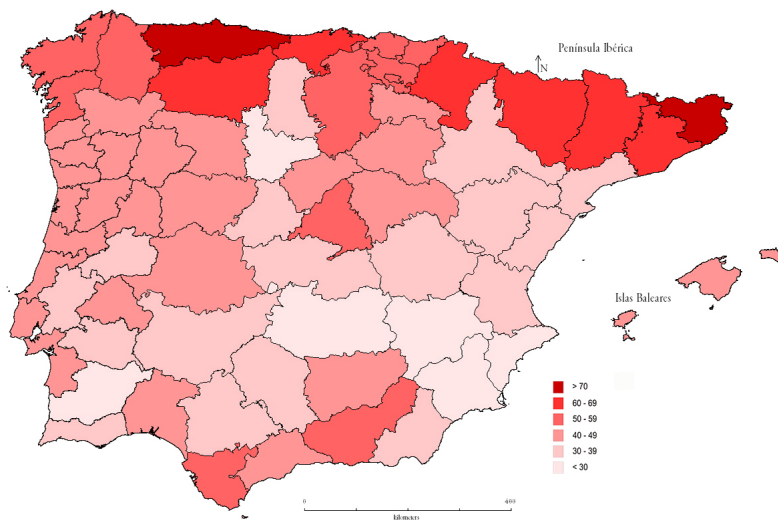 Península Ibérica
N
Islas Baleares
> 70
60 - 69
50 - 59
40 - 49
30 - 39
< 30
0 400
kilometers